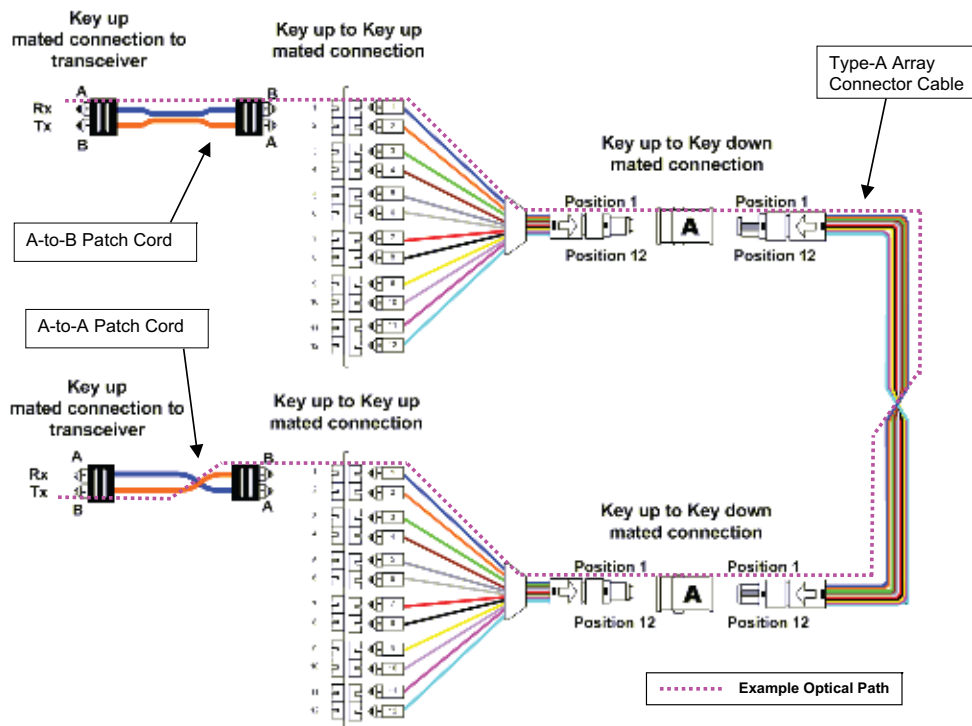 Key up
mated connection to
transceiver
Key up to Key up
mated connection
Type-A Array
Connector Cable
A
B
Rx
Tx
B
A
Key up to Key down
mated connection
A-to-B Patch Cord
Position 1
Position 1
A
Position 12
Position 12
A-to-A Patch Cord
Key up
mated connection to
transceiver
Key up to Key up
mated connection
A
B
Rx
Tx
B
A
Key up to Key down
mated connection
Position 1
Position 1
A
Position 12
Position 12
Example Optical Path